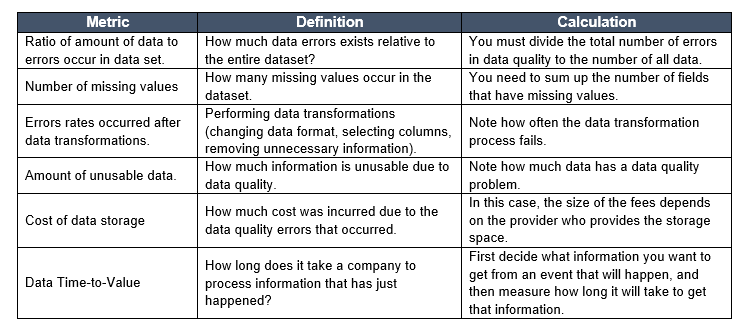 Metric
Definition
Calculation
Ratio of amount of data to
errors occur in data set.
How much data errors exists relative to
the entire dataset?
You must divide the total number of errors
in data quality to the number of all data.
Number of missing values
How many missing values occur in the
dataset.
You need to sum up the number of fields
that have missing values.
Errors rates occurred after
data transformations.
Performing data transformations
(changing data format, selecting columns,
removing unnecessary information).
Note how often the data transformation
process fails.
Amount of unusable data.
How much information is unusable due to
data quality.
Note how much data has a data quality
problem.
Cost of data storage
How much cost was incurred due to the
data quality errors that occurred.
In this case, the size of the fees depends
on the provider who provides the storage
space.
Data Time-to-Value
How long does it take a company to
process information that has just
happened?
First decide what information you want to
get from an event that will happen, and
then measure how long it will take to get
that information.